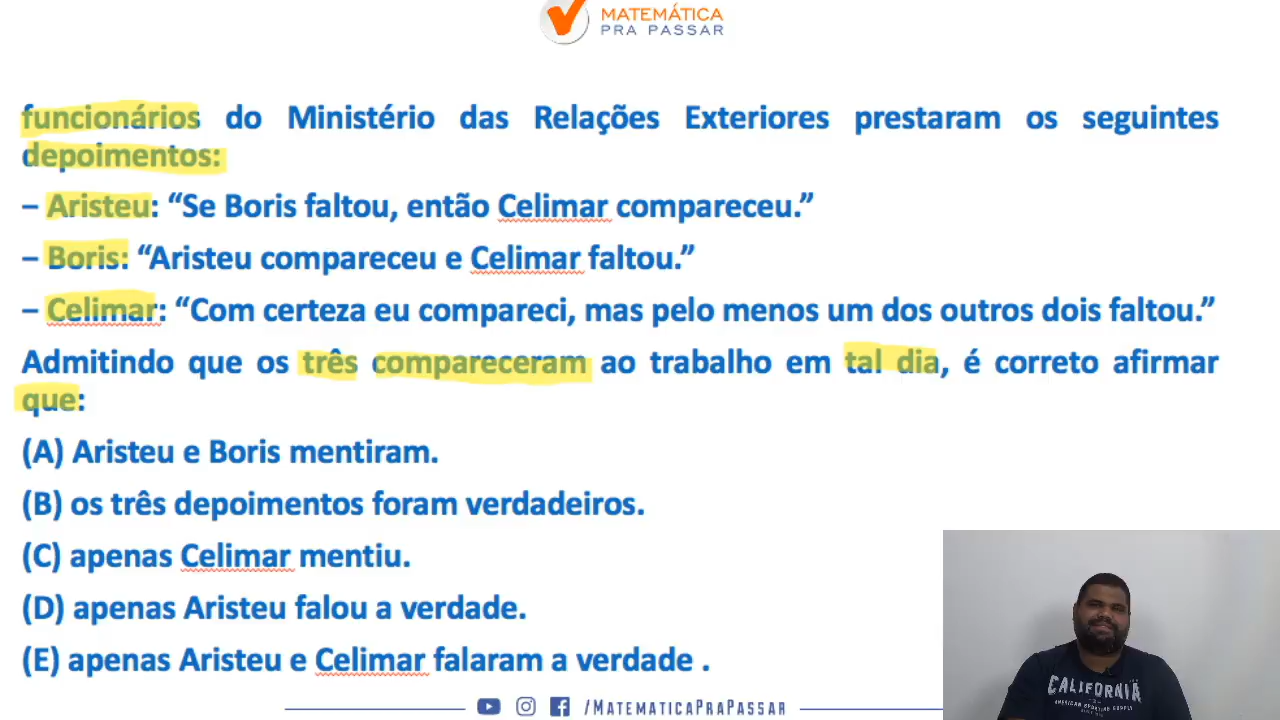 MATEMÁTICA
PRA PASSAR
funcionários do Ministério das Relações Exteriores prestaram os seguintes
depoimentos:
– Aristeu: “Se Boris faltou, então Celimar compareceu.”
– Boris: “Aristeu compareceu e Celimar faltou.”
– Celimar: “Com certeza eu compareci, mas pelo menos um dos outros dois faltou.”
Admitindo que os três compareceram ao trabalho em tal dia, é correto afirmar
que:
(A) Aristeu e Boris mentiram.
(B) os três depoimentos foram verdadeiros.
(C) apenas Celimar mentiu.
(D) apenas Aristeu falou a verdade.
(E) apenas Aristeu e Celimar falaram a verdade .
/MATEMATICAPRAPASSAR
CALIFORNIA